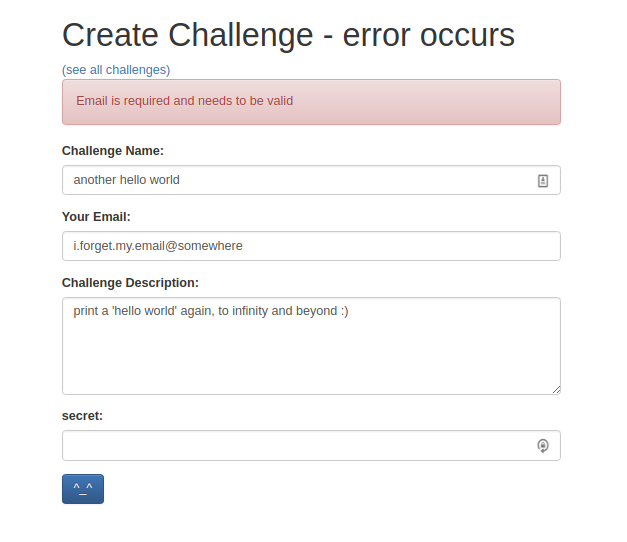 Create Challenge - error occurs
(see all challenges)
Email is required and needs to be valid
Challenge Name:
another hello world
Your Email:
i.forget.my.email@somewhere
Challenge Description:
print a 'hello world' again, to infinity and beyond :)
secret:
^_^